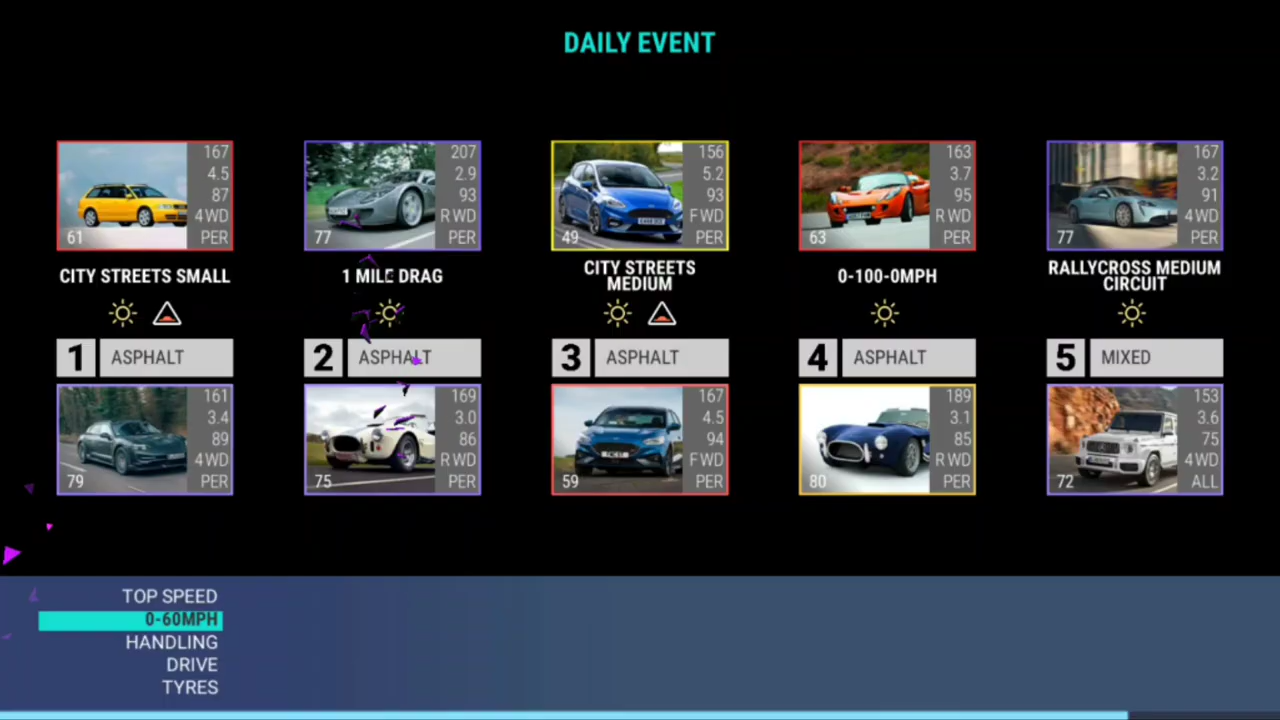 DAILY EVENT
167
4.5
87
4WD
PER
61
207
2.9
93
RWD
PER
77
156
5.2
93
FWD
PER
49
163
3.7
95
RWD
PER
63
167
3.2
91
4WD
PER
77
CITY STREETS SMALL
1 MILE DRAG
CITY STREETS
MEDIUM
0-100-0MPH
RALLYCROSS MEDIUM
CIRCUIT
1 ASPHALT
2 ASPHALT
3 ASPHALT
4 ASPHALT
5 MIXED
161
3.4
89
4WD
PER
79
169
3.0
86
RWD
PER
75
167
4.5
94
FWD
PER
59
189
3.1
85
RWD
PER
80
153
3.6
75
4WD
ALL
72
TOP SPEED
0-60MPH
HANDLING
DRIVE
TYRES